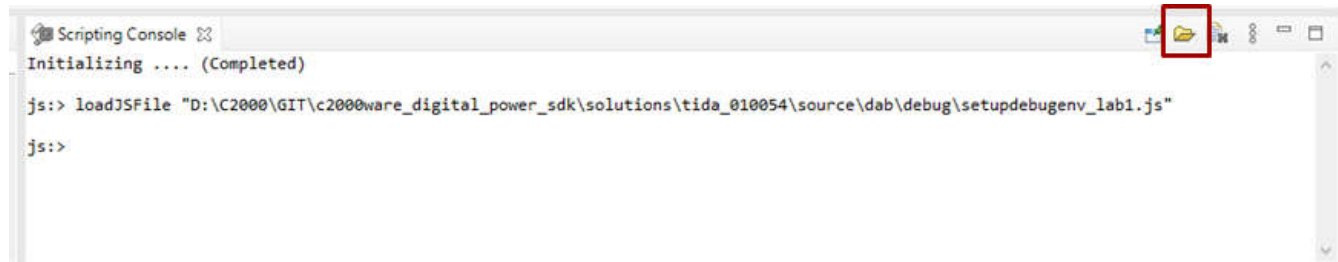 Scripting Console
Initializing .... (Completed)
js:> loadJSFile "D:\C2000\GIT\c2000ware_digital_power_sdk\solutions\tida_010054\source\dab\debug\setupdebugenv_lab1.js"
js:>